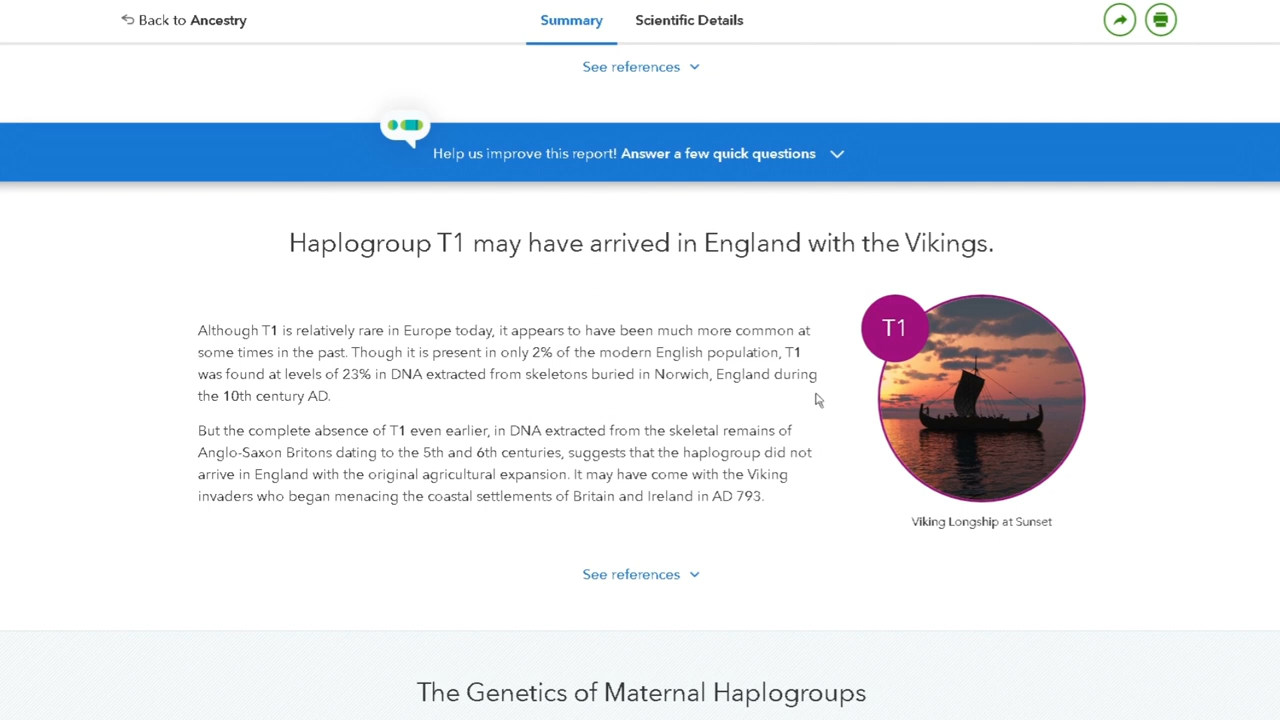 Back to Ancestry
Summary
Scientific Details
See references
Help us improve this report! Answer a few quick questions
Haplogroup T1 may have arrived in England with the Vikings.
Although T1 is relatively rare in Europe today, it appears to have been much more common at
some times in the past. Though it is present in only 2% of the modern English population, T1
was found at levels of 23% in DNA extracted from skeletons buried in Norwich, England during
the 10th century AD.
But the complete absence of T1 even earlier, in DNA extracted from the skeletal remains of
Anglo-Saxon Britons dating to the 5th and 6th centuries, suggests that the haplogroup did not
arrive in England with the original agricultural expansion. It may have come with the Viking
invaders who began menacing the coastal settlements of Britain and Ireland in AD 793.
T1
Viking Longship at Sunset
See references
The Genetics of Maternal Haplogroups